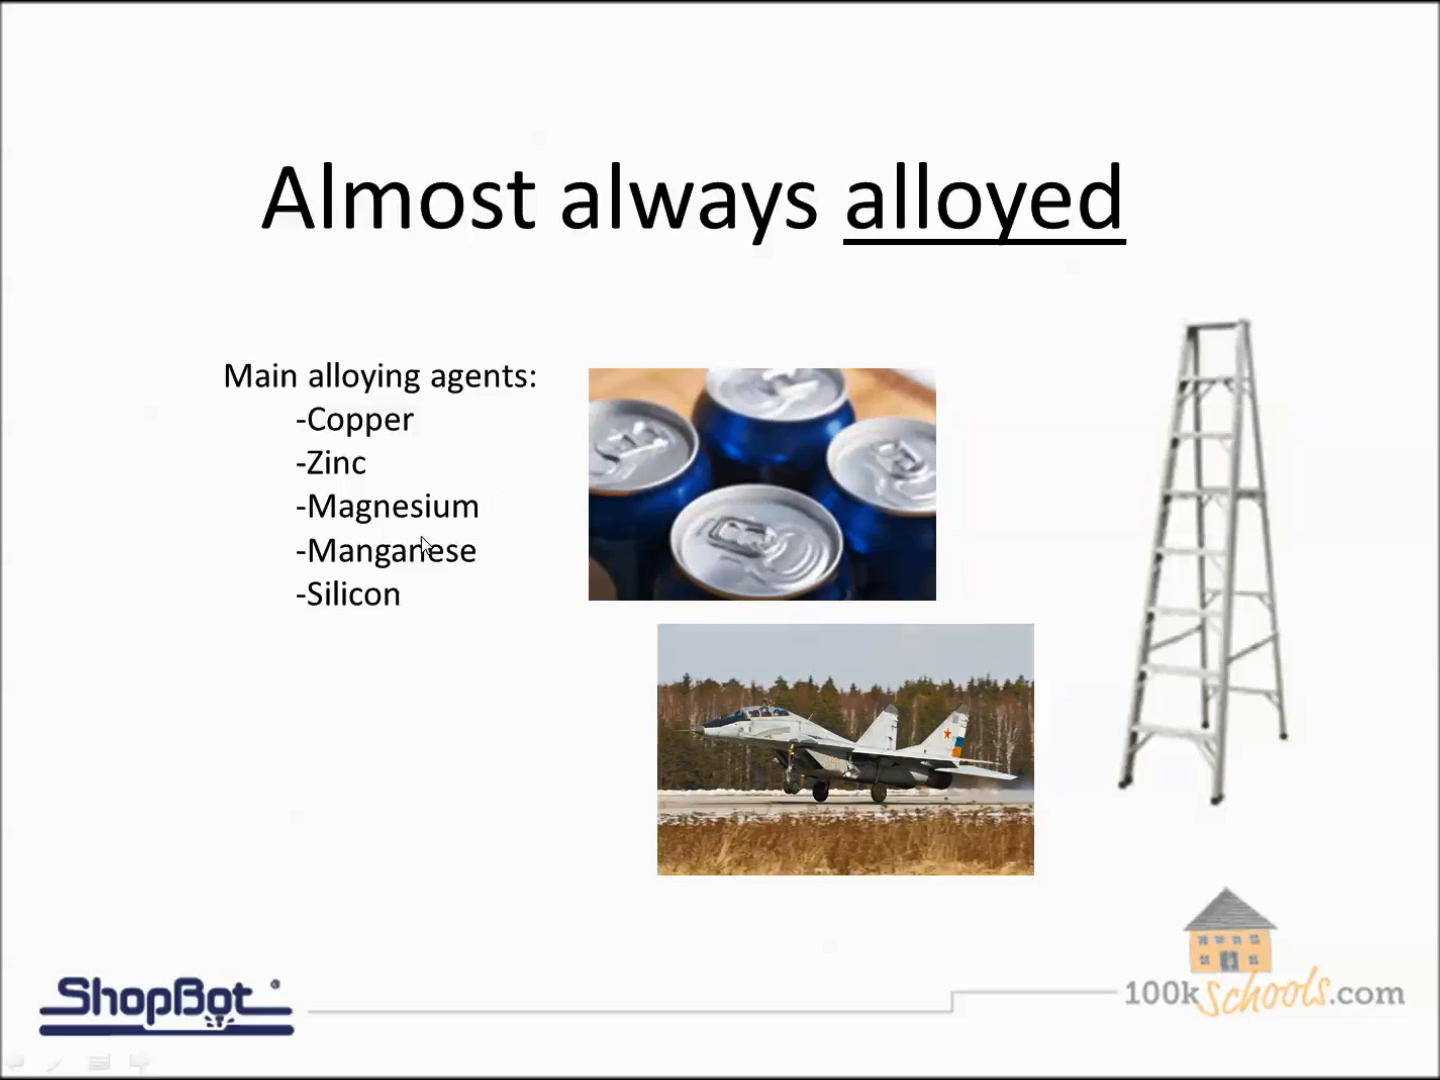 Almost always alloyed
Main alloying agents:
-Copper
-Zinc
-Magnesium
-Manganese
-Silicon
ShopBot
100kSchools.com